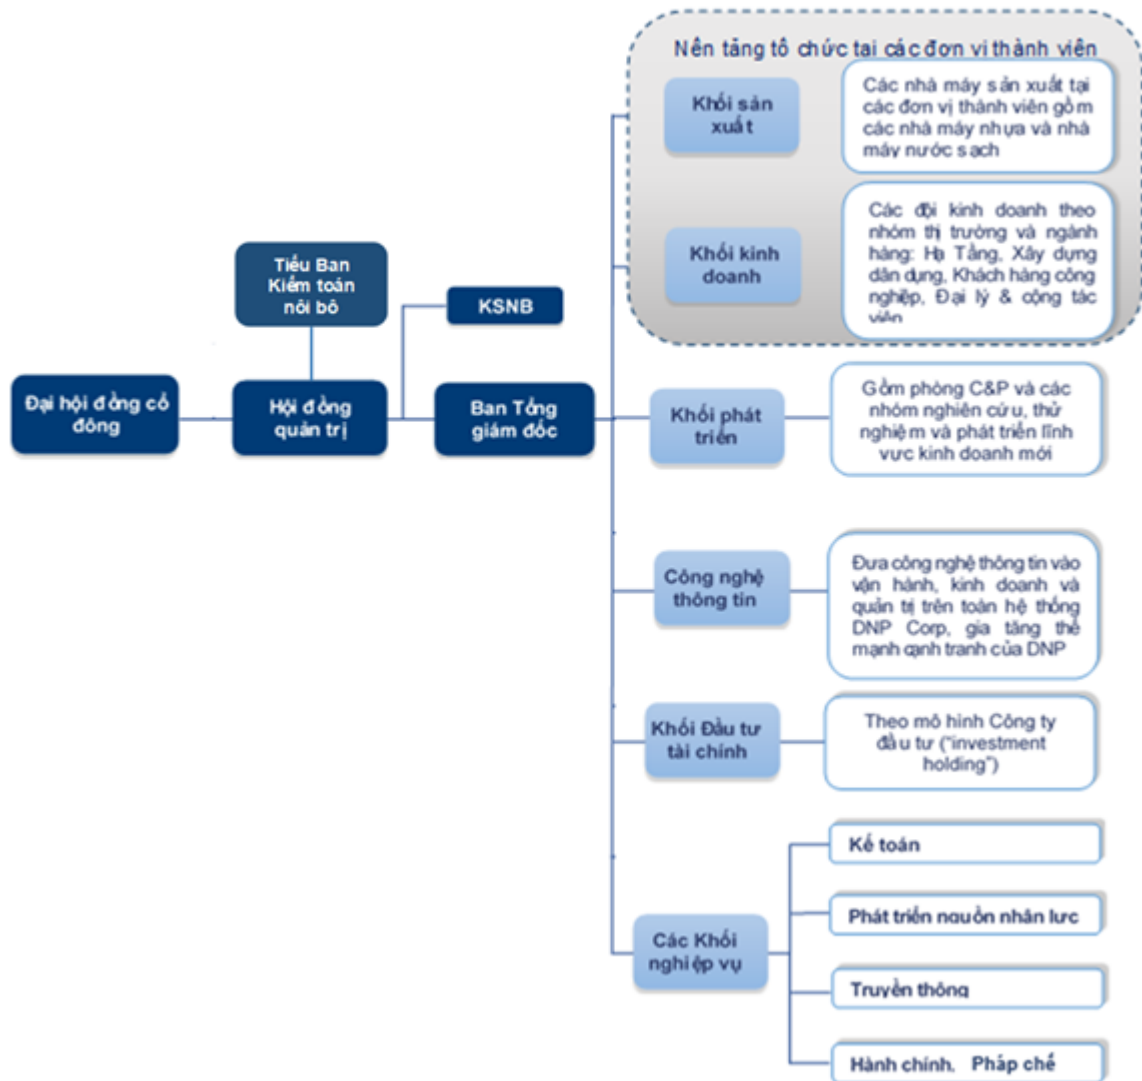 Nền tảng tổ chức tại các đơn vị thành viên
Khối sản
xuất
Các nhà máy sản xuất tại
các đơn vị thành viên gồm
các nhà máy nhựa và nhà
máy nước sạch
Khối kinh
doanh
Các đội kinh doanh theo
nhóm thị trường và ngành
hàng: Hạ Tầng, Xây dựng
dân dụng, Khách hàng công
nghiệp, Đại lý & cộng tác
viên
Tiểu Ban
Kiểm toán
nội bộ
KSNB
Đại hội đồng cổ
đông
Hội đồng
quản trị
Ban Tổng
giám đốc
Khối phát
triển
Gồm phòng C&P và các
nhóm nghiên cứu, thử
nghiệm và phát triển lĩnh
vực kinh doanh mới
Công nghệ
thông tin
Đưa công nghệ thông tin vào
vận hành, kinh doanh và
quản trị trên toàn hệ thống
DNP Corp, gia tăng thế
mạnh cạnh tranh của DNP
Khối Đầu tư
tài chính
Theo mô hình Công ty
đầu tư (“investment
holding”)
Các Khối
nghiệp vụ
Kế toán
Phát triển nguồn nhân lực
Truyền thông
Hành chính, Pháp chế